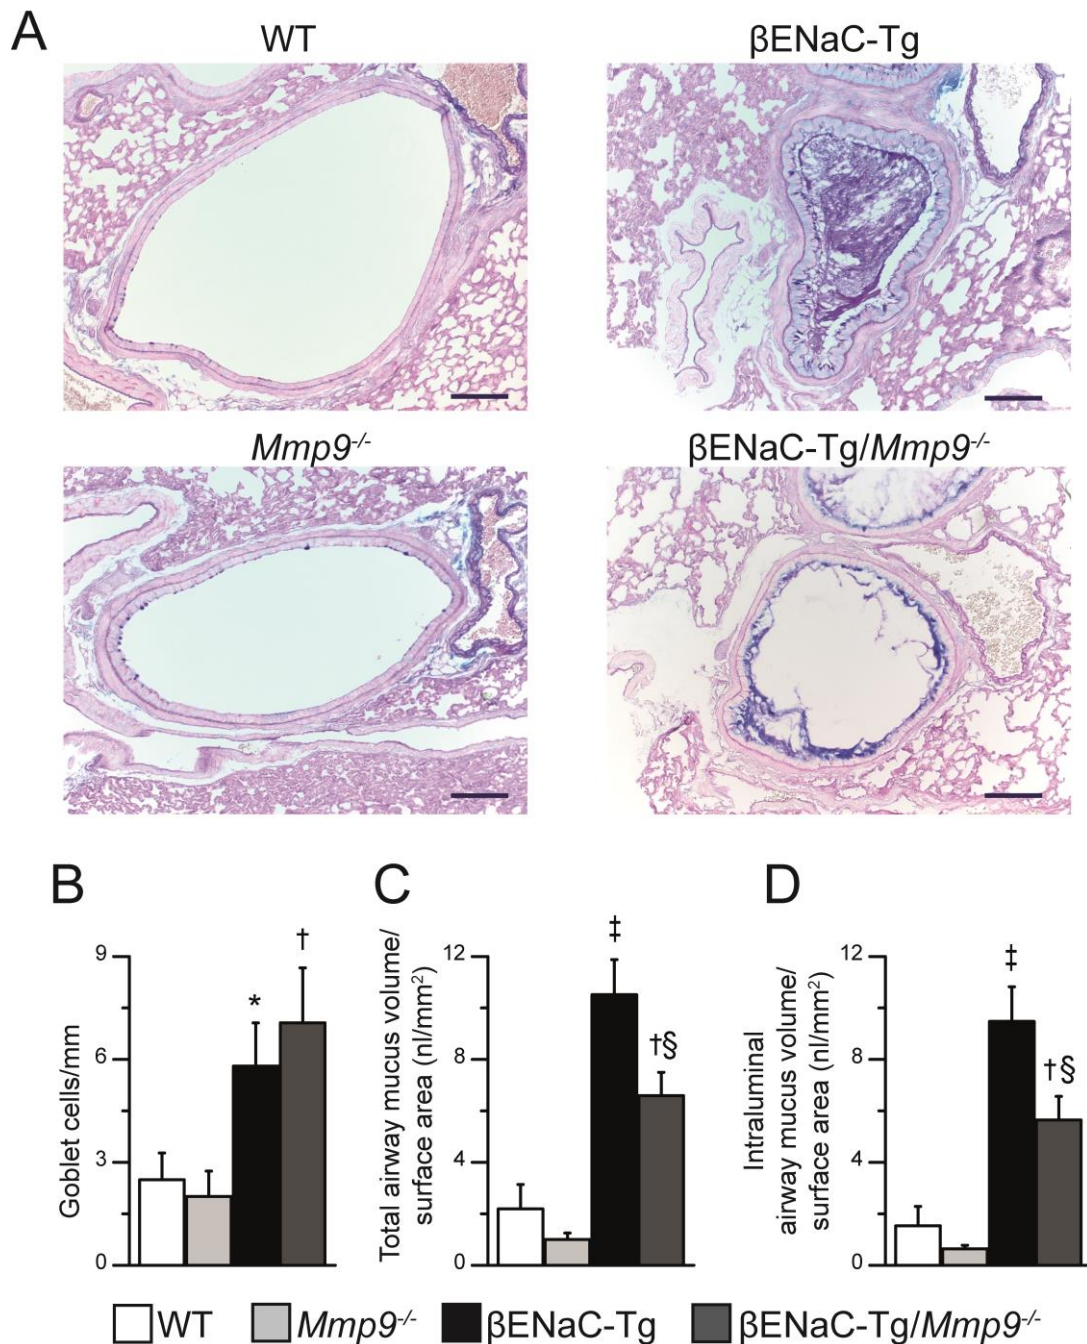 A
WT
βENaC-Tg
Mmp9-/-
βENaC-Tg/Mmp9-/-
B
Goblet cells/mm
9
6
3
0
*
†
C
Total airway mucus volume/
surface area (nl/mm²)
12
8
4
0
‡
†§
D
Intraluminal
airway mucus volume/
surface area (nl/mm²)
12
8
4
0
‡
†§
WT
Mmp9-/-
βENaC-Tg
βENaC-Tg/Mmp9-/-